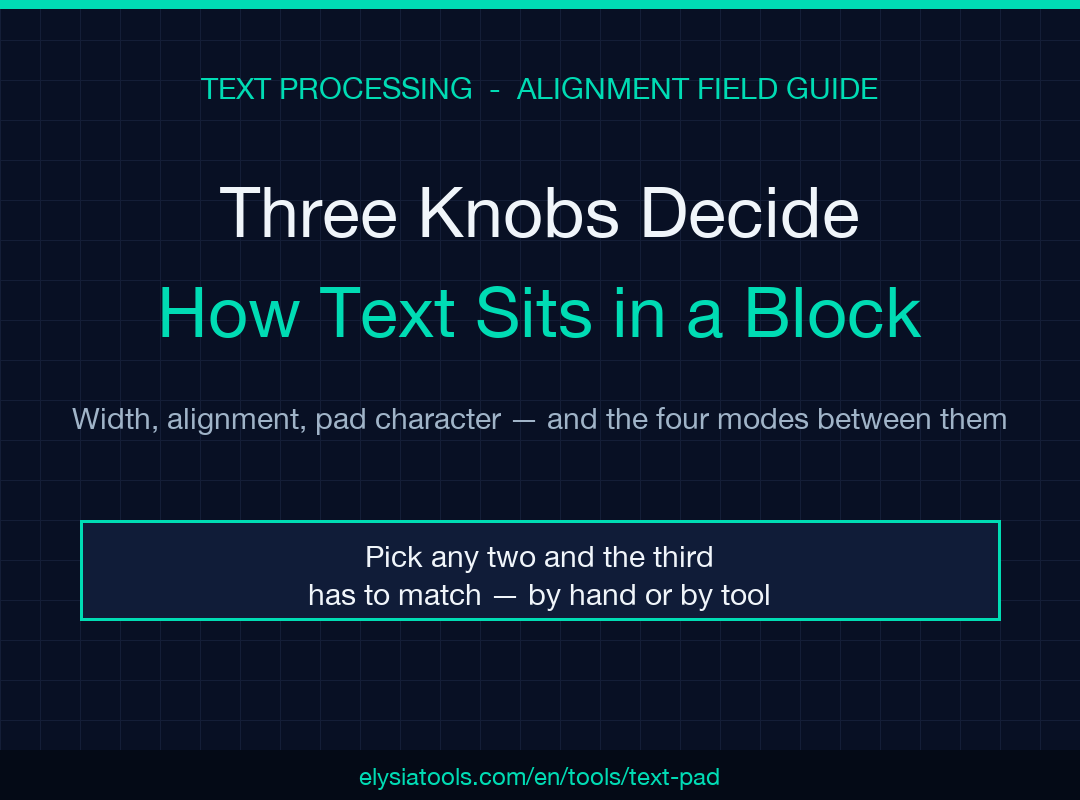 TEXT PROCESSING - ALIGNMENT FIELD GUIDE
Three Knobs Decide
How Text Sits in a Block
Width, alignment, pad character — and the four modes between them
Pick any two and the third
has to match — by hand or by tool
elysiatools.com/en/tools/text-pad